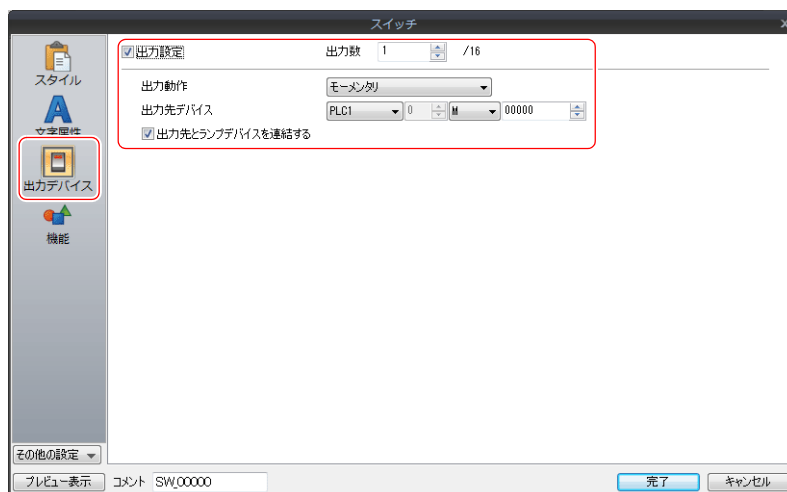 スイッチ
スタイル
文字属性
出力デバイス
機能
その他の設定
出力設定 出力数 1 /16
出力動作 モーメンタリ
出力先デバイス PLC1 0 M 00000
出力先とランプデバイスを連結する
プレビュー表示 コメント SW_00000 完了 キャンセル